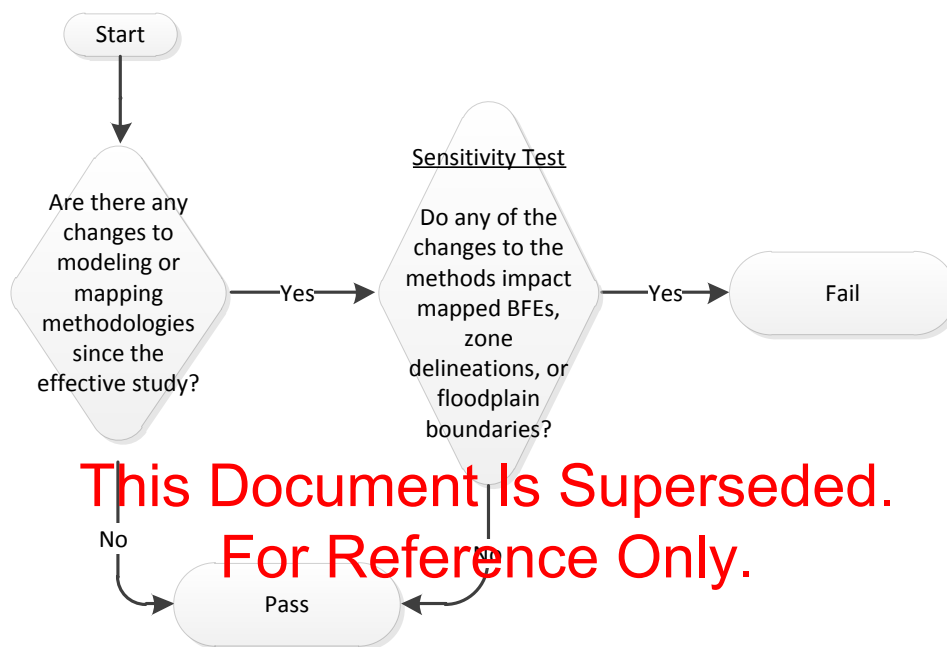 Start
Are there any
changes to
modeling or
mapping
methodologies
since the
effective study?
Yes
Sensitivity Test
Do any of the
changes to the
methods impact
mapped BFEs,
zone
delineations, or
floodplain
boundaries?
Yes
Fail
This Document Is Superseded.
For Reference Only.
No
No
Pass